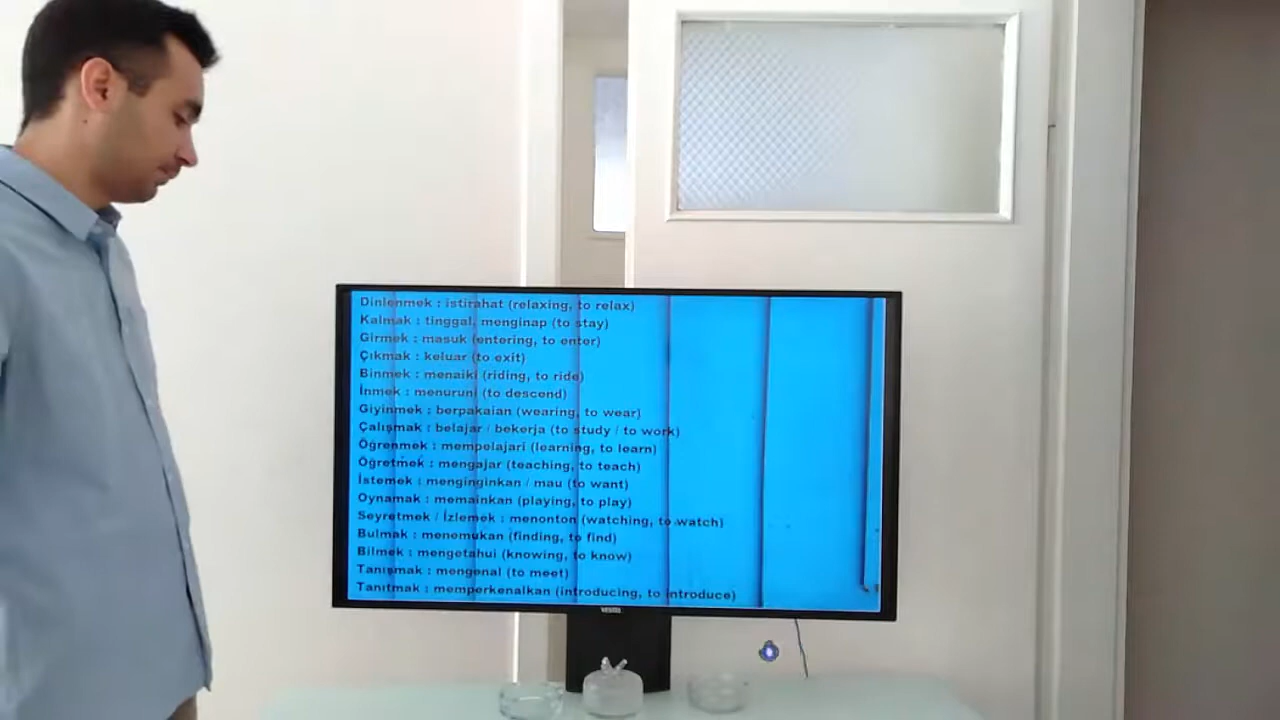 Dinlenmek : istirahat (relaxing, to relax)
Kalmak : tinggal, menginap (to stay)
Girmek : masuk (entering, to enter)
Çıkmak : keluar (to exit)
Binmek : menaiki (riding, to ride)
İnmek : menuruni (to descend)
Giyinmek : berpakaian (wearing, to wear)
Çalışmak : belajar / bekerja (to study / to work)
Öğrenmek : mempelajari (learning, to learn)
Öğretmek : mengajar (teaching, to teach)
İstemek : menginginkan / mau (to want)
Oynamak : memainkan (playing, to play)
Seyretmek / İzlemek : menonton (watching, to watch)
Bulmak : menemukan (finding, to find)
Bilmek : mengetahui (knowing, to know)
Tanışmak : mengenal (to meet)
Tanıtmak : memperkenalkan (introducing, to introduce)
VESTEL